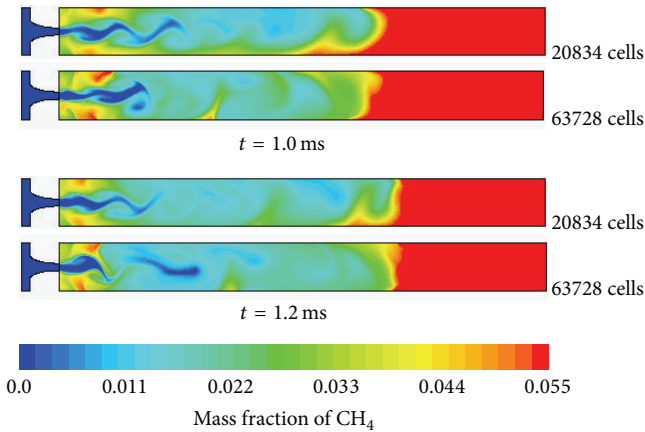 20834 cells
63728 cells
t = 1.0 ms
20834 cells
63728 cells
t = 1.2 ms
0.0 0.011 0.022 0.033 0.044 0.055
Mass fraction of CH₄